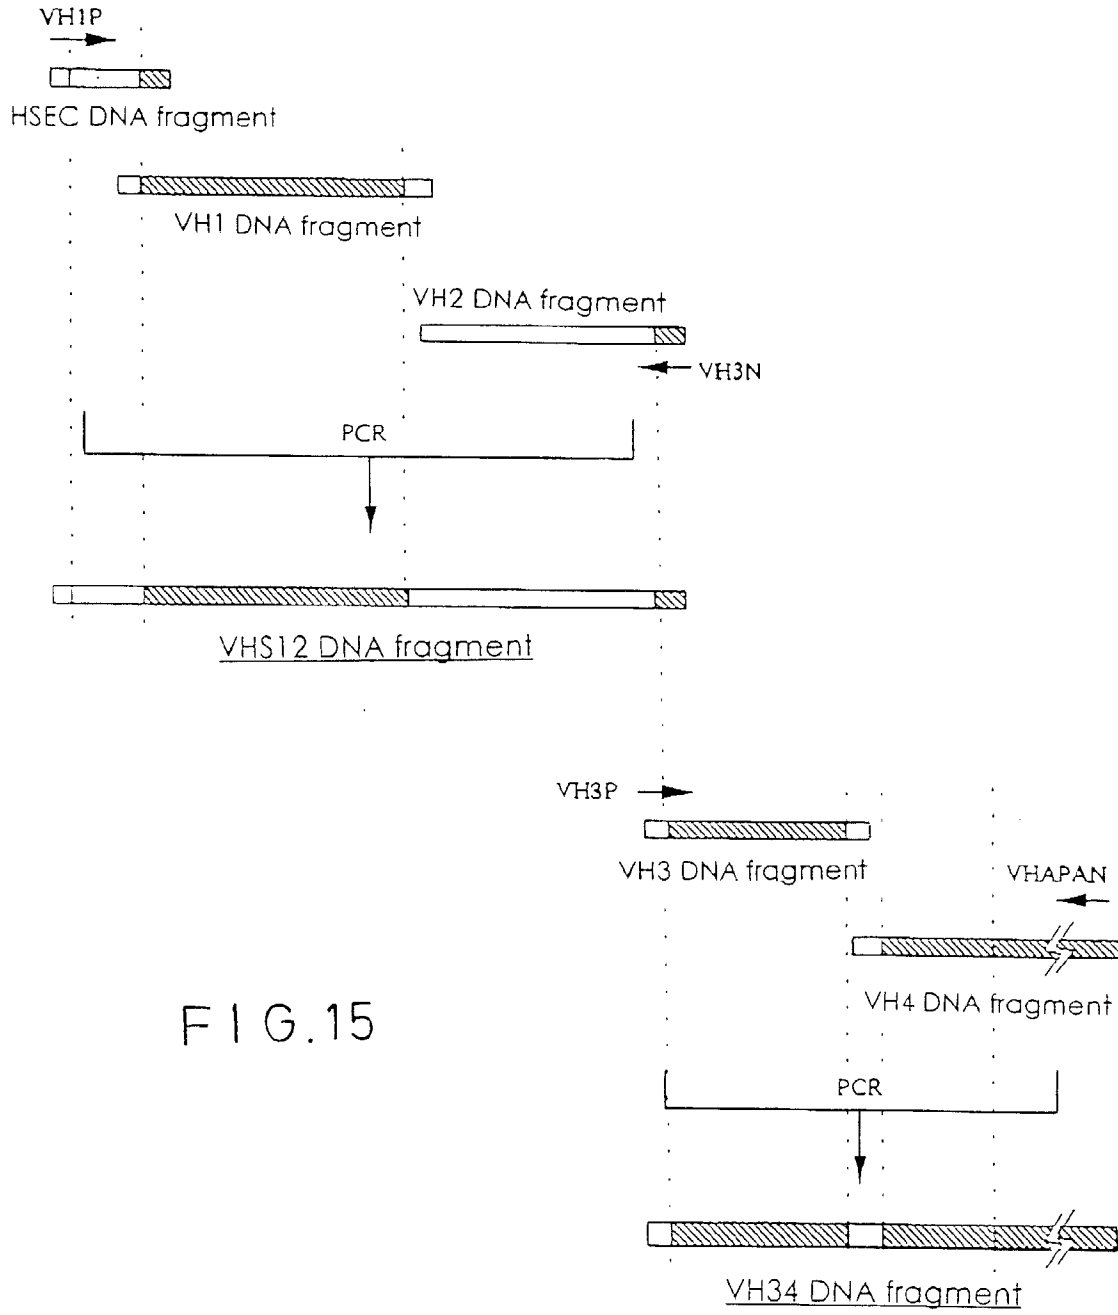 VH1P
HSEC DNA fragment
VH1 DNA fragment
VH2 DNA fragment
VH3N
PCR
VHS12 DNA fragment
VH3P
VH3 DNA fragment
VHAPAN
VH4 DNA fragment
FIG.15
PCR
VH34 DNA fragment